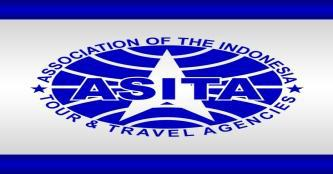 ASSOCIATION OF THE INDONESIA
ASITA
TOUR & TRAVEL AGENCIES